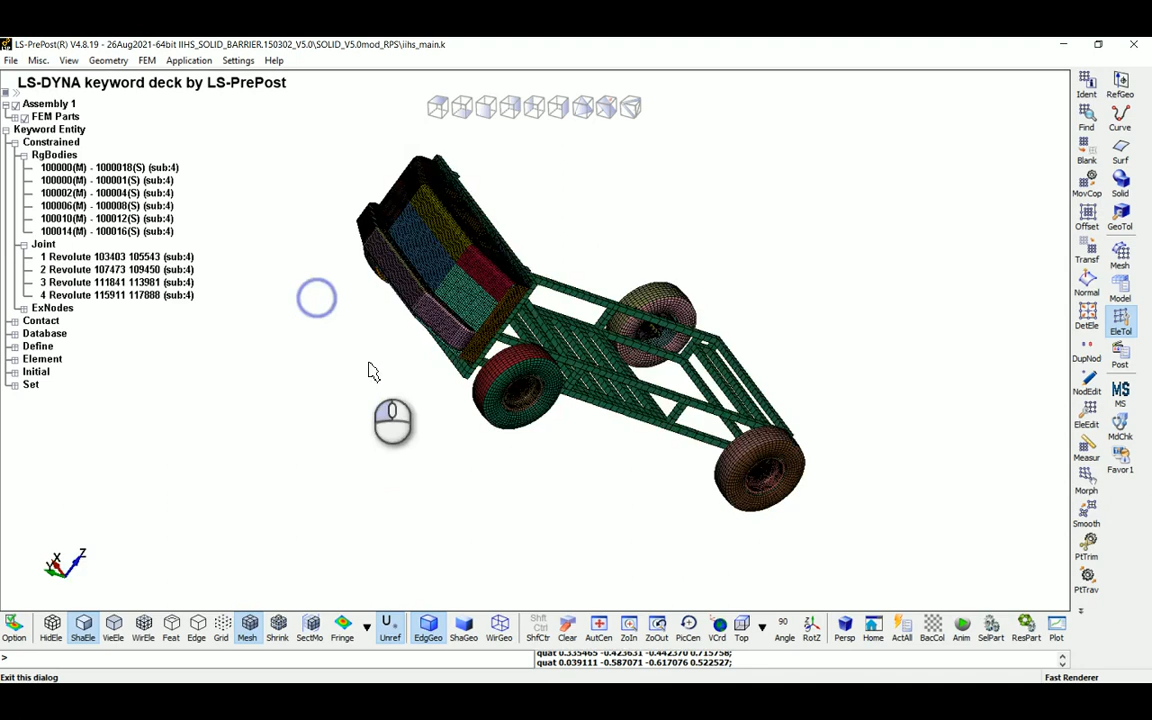 LS-PrePost(R) V4.8.19 - 26Aug2021-64bit IIHS_SOLID_BARRIER.150302_V5.0\SOLID_V5.0mod_RPS\iihs_main.k
File Misc. View Geometry FEM Application Settings Help
LS-DYNA keyword deck by LS-PrePost
Assembly 1
FEM Parts
Keyword Entity
Constrained
RgBodies
100000(M) - 1000018(S) (sub:4)
100000(M) - 100001(S) (sub:4)
100002(M) - 100004(S) (sub:4)
100006(M) - 100008(S) (sub:4)
100010(M) - 100012(S) (sub:4)
100014(M) - 100016(S) (sub:4)
Joint
1 Revolute 103403 105543 (sub:4)
2 Revolute 107473 109450 (sub:4)
3 Revolute 111841 113981 (sub:4)
4 Revolute 115911 117888 (sub:4)
ExNodes
Contact
Database
Define
Element
Initial
Set
Ident RefGeo
Find Curve
Blank Surf
MovCop Solid
Offset GeoTol
Transf Mesh
Normal Model
DetEle EleTol
DupNod Post
NodEdit MS
EleEdit MdChk
Measur Favor1
Morph
Smooth
PtTrim
PtTrav
X
Y
Z
Option HidEle ShaEle VieEle WirEle Feat Edge Grid Mesh Shrink SectMo Fringe Unref EdgGeo ShaGeo WirGeo Shft Ctrl ShfCtr Clear AutCen ZoIn ZoOut PicCen VCrd Top 90 Angle RotZ Persp Home ActAll BacCol Anim SelPart ResPart Plot
>
quat 0.335465 -0.423631 -0.442370 0.715758;
quat 0.039111 -0.587071 -0.617076 0.522527;
Exit this dialog
Fast Renderer